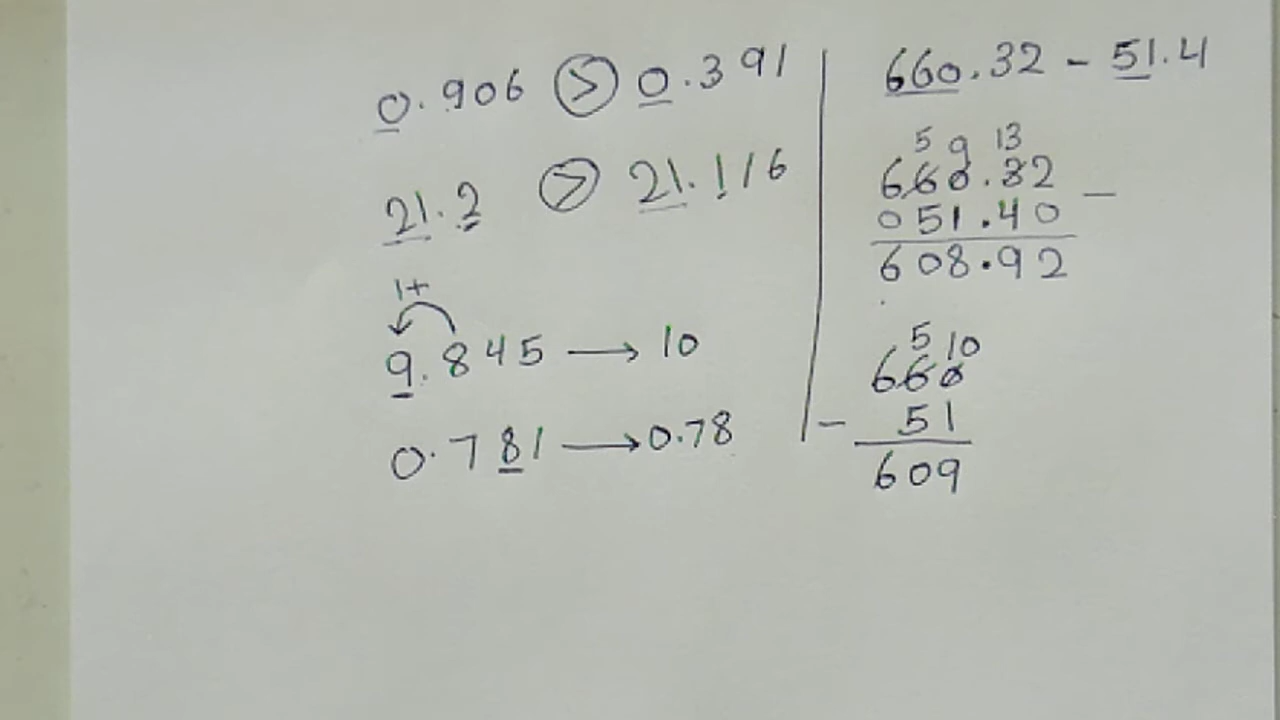 0.906 > 0.391
21.2 > 21.116
1+
9.845 → 10
0.781 → 0.78
660.32 - 51.4
5 9 13
660.32 -
051.40
608.92
5 10
660
- 51
609